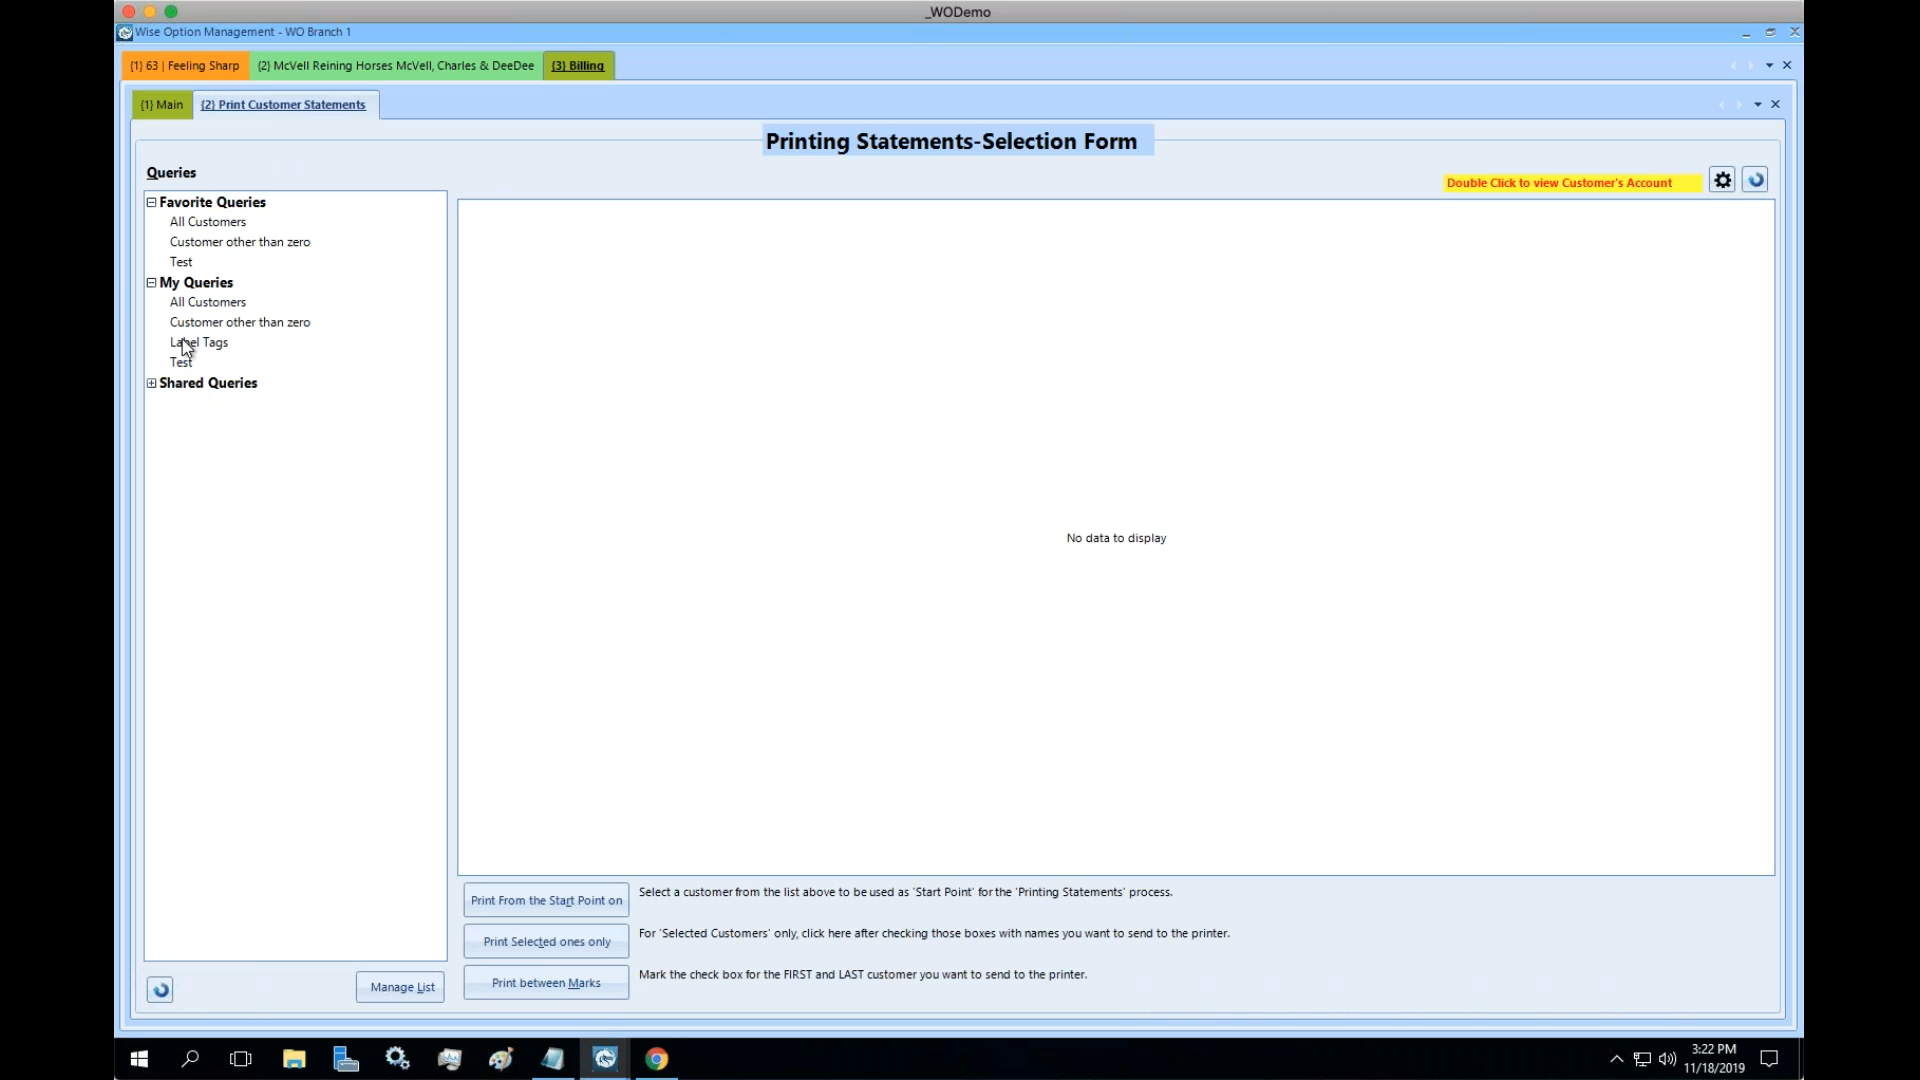 _WODemo
Wise Option Management - WO Branch 1
{1} 63 | Feeling Sharp
{2} McVell Reining Horses McVell, Charles & DeeDee
{3} Billing
{1} Main
{2} Print Customer Statements
Printing Statements-Selection Form
Queries
Double Click to view Customer's Account
Favorite Queries
All Customers
Customer other than zero
Test
My Queries
All Customers
Customer other than zero
Label Tags
Test
Shared Queries
No data to display
Print From the Start Point on
Select a customer from the list above to be used as 'Start Point' for the 'Printing Statements' process.
Print Selected ones only
For 'Selected Customers' only, click here after checking those boxes with names you want to send to the printer.
Print between Marks
Mark the check box for the FIRST and LAST customer you want to send to the printer.
Manage List
3:22 PM
11/18/2019